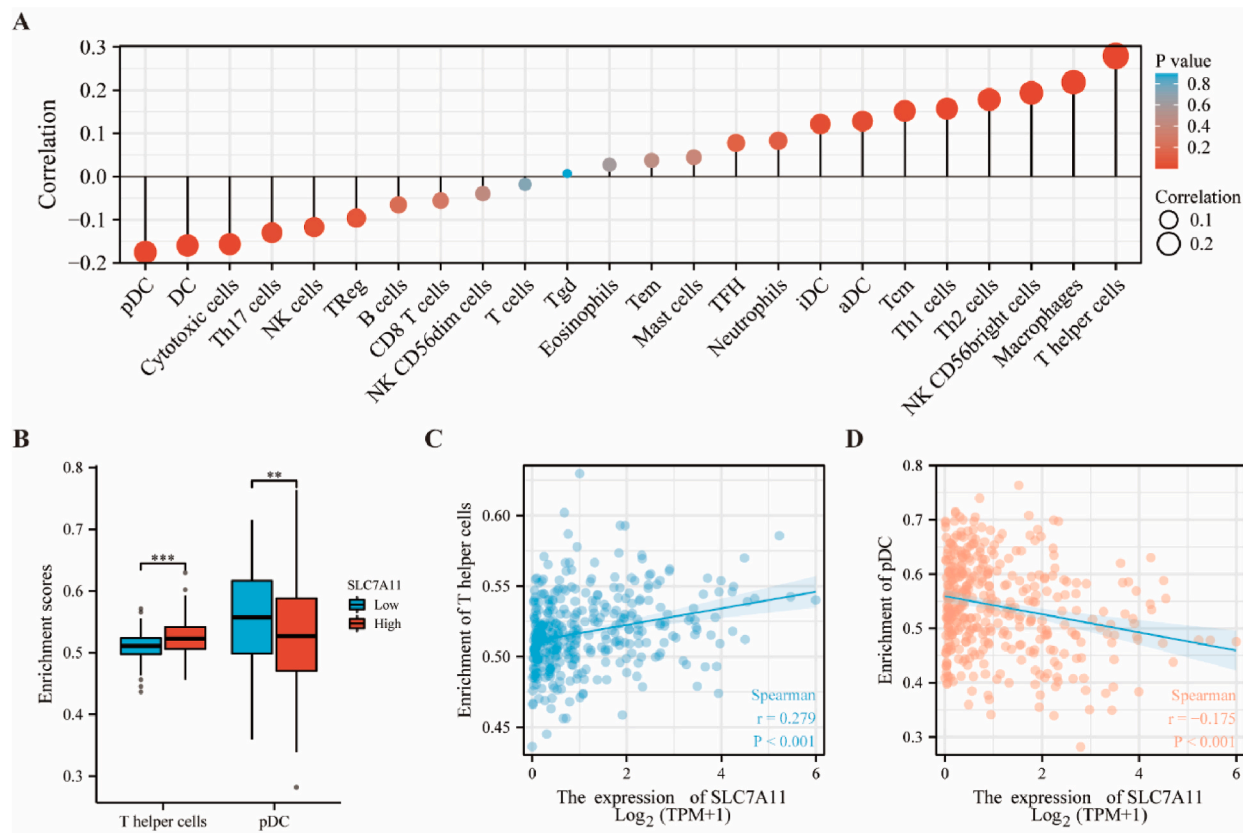 A
0.3
0.2
0.1
0.0
−0.1
−0.2
Correlation
pDC
DC
Cytotoxic cells
Th17 cells
NK cells
TReg
B cells
CD8 T cells
NK CD56dim cells
T cells
Tgd
Eosinophils
Tem
Mast cells
TFH
Neutrophils
iDC
aDC
Tcm
Th1 cells
Th2 cells
NK CD56bright cells
Macrophages
T helper cells
P value
0.8
0.6
0.4
0.2
Correlation
0.1
0.2
B
0.8
0.7
0.6
0.5
0.4
0.3
Enrichment scores
***
**
T helper cells
pDC
SLC7A11
Low
High
C
0.60
0.55
0.50
0.45
Enrichment of T helper cells
Spearman
r = 0.279
P < 0.001
0 2 4 6
The expression of SLC7A11
Log₂ (TPM+1)
D
0.8
0.7
0.6
0.5
0.4
0.3
Enrichment of pDC
Spearman
r = −0.175
P < 0.001
0 2 4 6
The expression of SLC7A11
Log₂ (TPM+1)